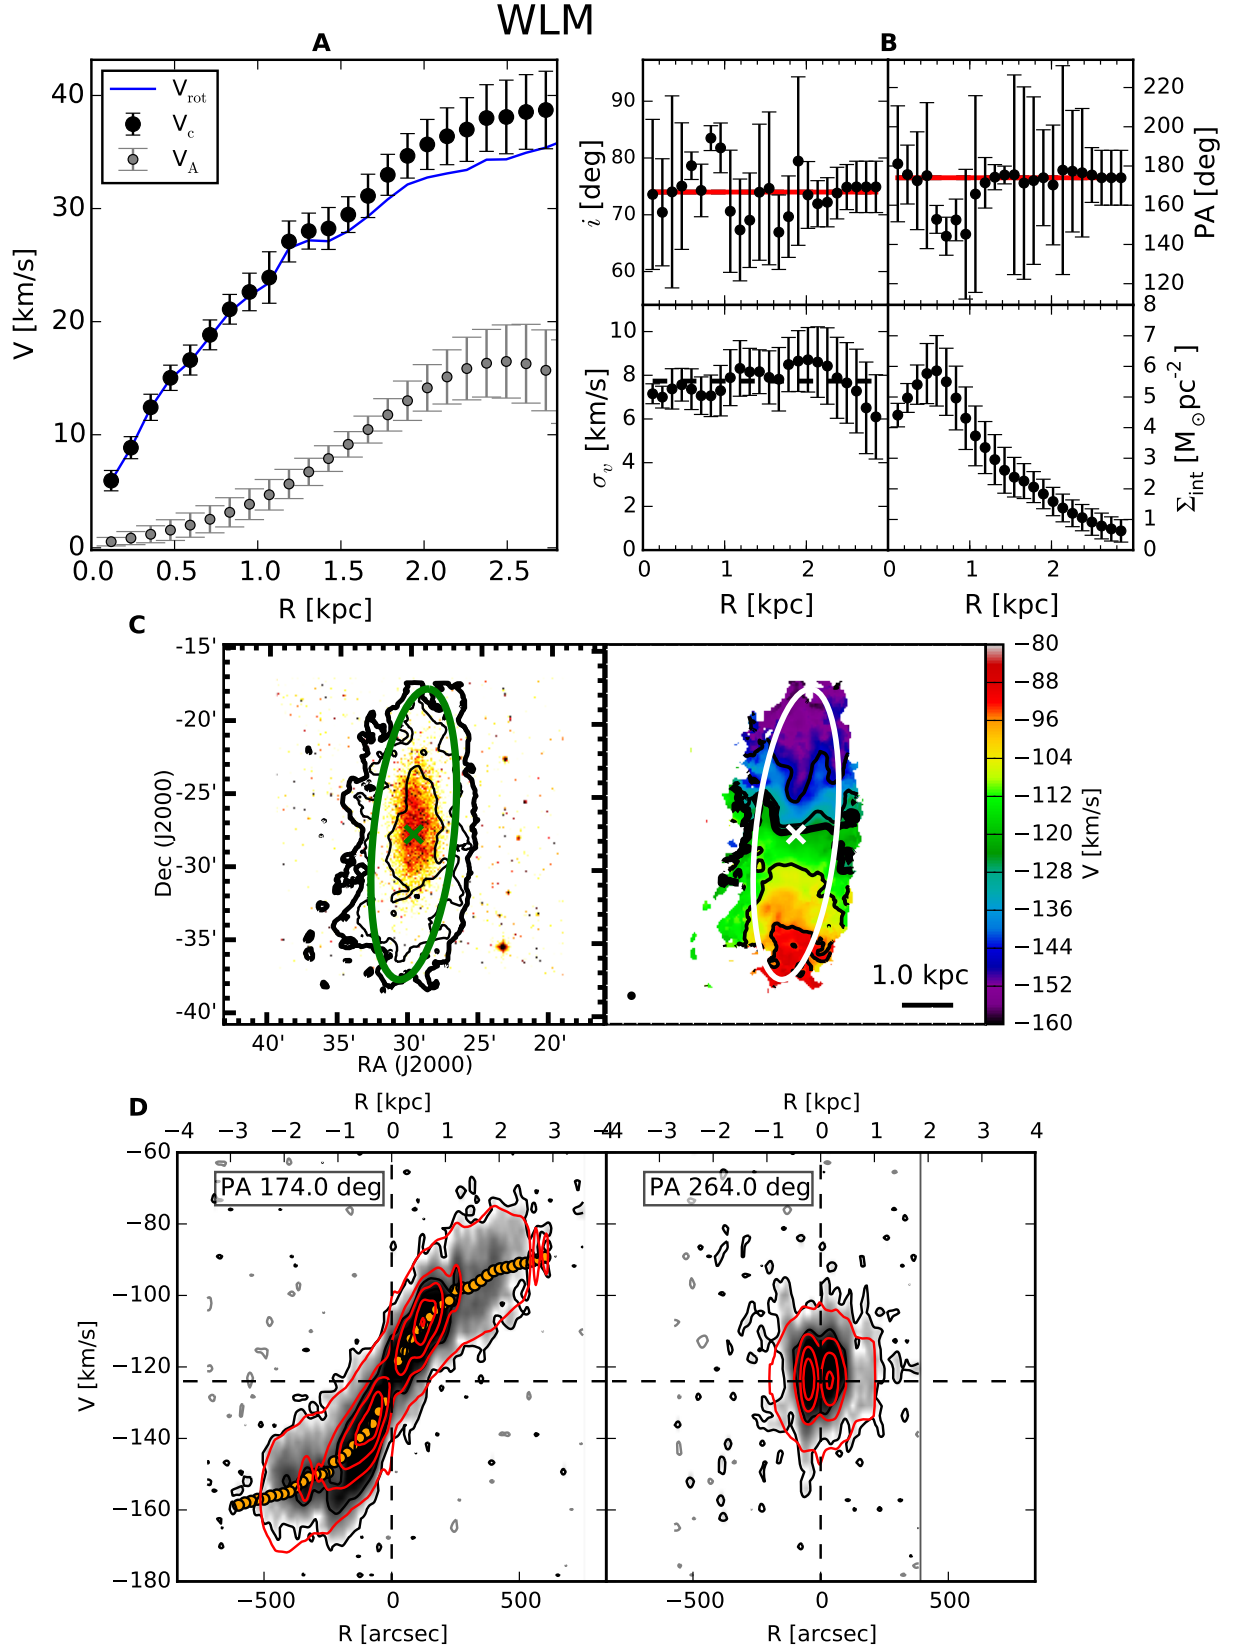 WLM
A
B
V_rot
V_c
V_A
40
30
20
10
0
V [km/s]
0.0 0.5 1.0 1.5 2.0 2.5
R [kpc]
90
80
70
60
i [deg]
220
200
180
160
140
120
PA [deg]
10
8
6
4
2
0
σ_v [km/s]
8
7
6
5
4
3
2
1
0
Σ_int [M_⊙pc^-2]
0 1 2
R [kpc]
0 1 2
R [kpc]
C
-15'
-20'
-25'
-30'
-35'
-40'
Dec (J2000)
40' 35' 30' 25' 20'
RA (J2000)
1.0 kpc
−80
−88
−96
−104
−112
−120
−128
−136
−144
−152
−160
V [km/s]
D
R [kpc]
−4 −3 −2 −1 0 1 2 3 4
R [kpc]
−4 −3 −2 −1 0 1 2 3 4
PA 174.0 deg
PA 264.0 deg
−60
−80
−100
−120
−140
−160
−180
V [km/s]
−500 0 500
R [arcsec]
−500 0 500
R [arcsec]